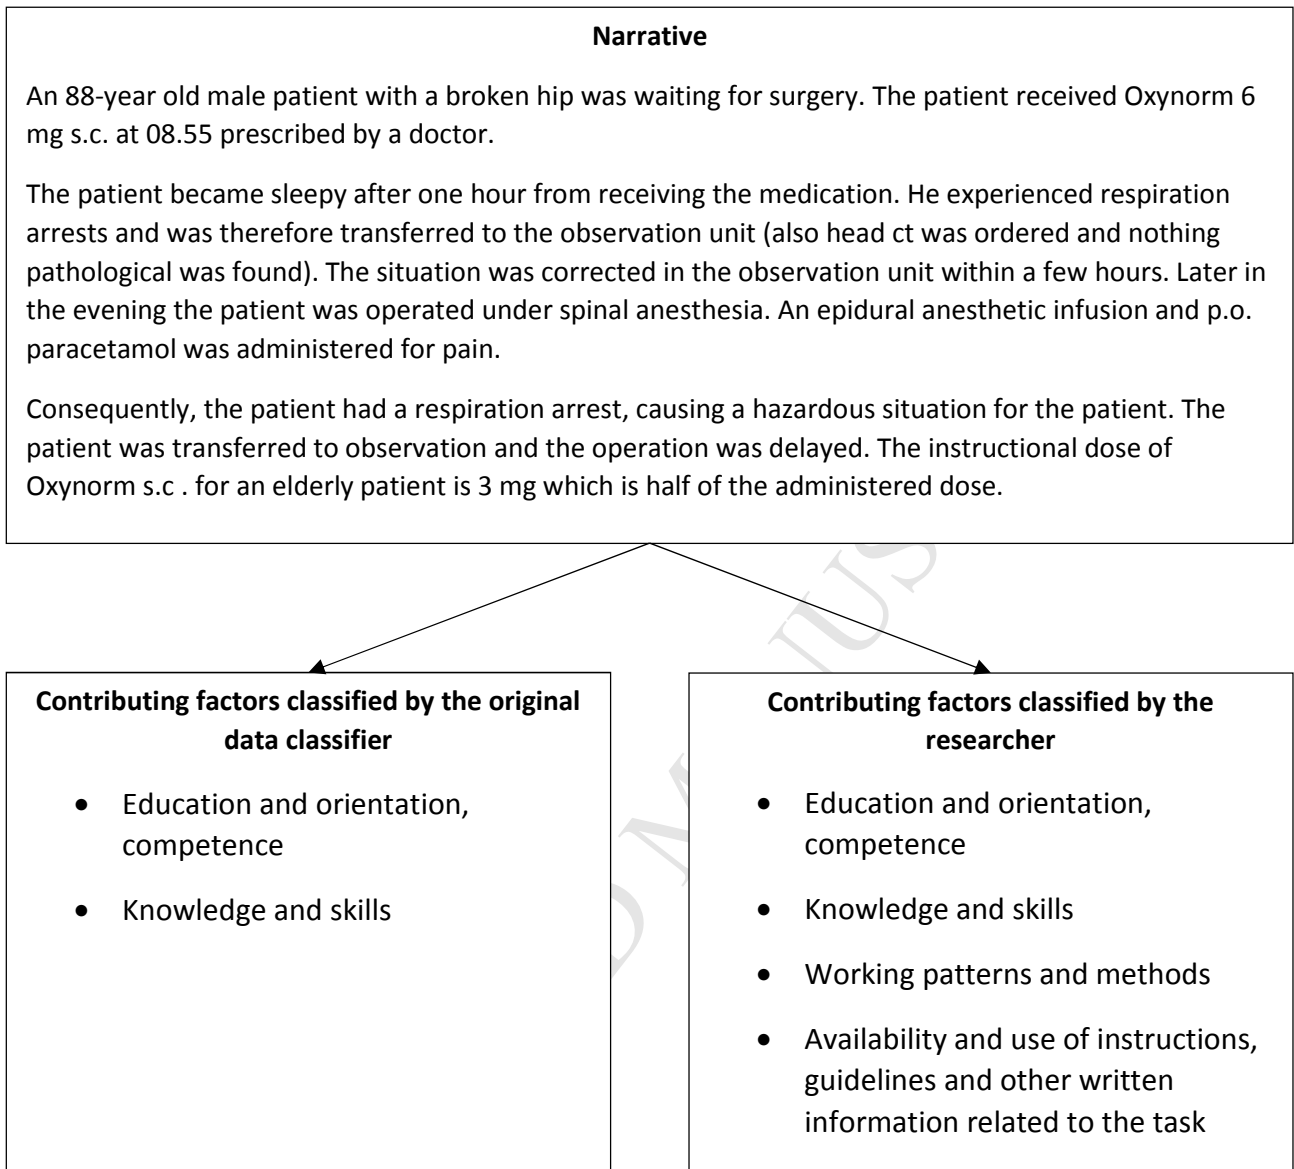 Narrative
An 88-year old male patient with a broken hip was waiting for surgery. The patient received Oxynorm 6
mg s.c. at 08.55 prescribed by a doctor.
The patient became sleepy after one hour from receiving the medication. He experienced respiration
arrests and was therefore transferred to the observation unit (also head ct was ordered and nothing
pathological was found). The situation was corrected in the observation unit within a few hours. Later in
the evening the patient was operated under spinal anesthesia. An epidural anesthetic infusion and p.o.
paracetamol was administered for pain.
Consequently, the patient had a respiration arrest, causing a hazardous situation for the patient. The
patient was transferred to observation and the operation was delayed. The instructional dose of
Oxynorm s.c . for an elderly patient is 3 mg which is half of the administered dose.
Contributing factors classified by the original
data classifier
• Education and orientation,
competence
• Knowledge and skills
Contributing factors classified by the
researcher
• Education and orientation,
competence
• Knowledge and skills
• Working patterns and methods
• Availability and use of instructions,
guidelines and other written
information related to the task